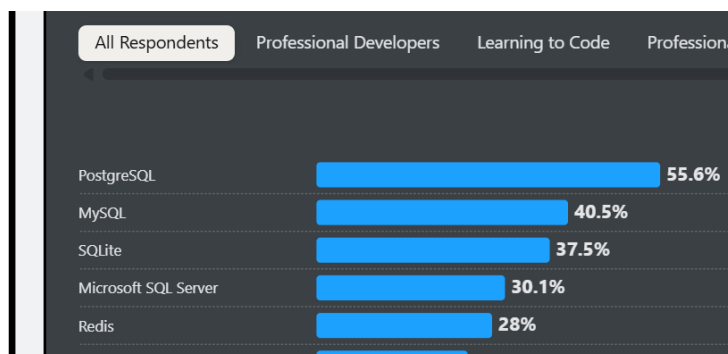 All Respondents Professional Developers Learning to Code
PostgreSQL 55.6%
MySQL 40.5%
SQLite 37.5%
Microsoft SQL Server 30.1%
Redis 28%